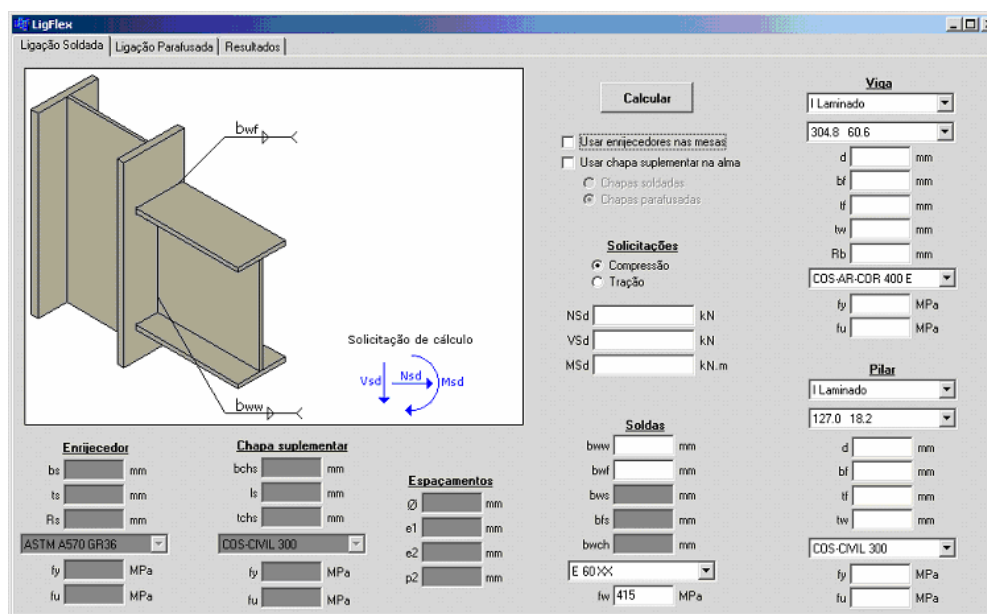 LigFlex
Ligação Soldada
Ligação Parafusada
Resultados
bwf
bww
Solicitação de cálculo
Vsd
Nsd
Msd
Calcular
Usar enrijecedores nas mesas
Usar chapa suplementar na alma
Chapas soldadas
Chapas parafusadas
Solicitações
Compressão
Tração
NSd kN
VSd kN
MSd kN.m
Viga
I Laminado
304.8 60.6
d mm
bf mm
tf mm
tw mm
Rb mm
COS-AR-COR 400 E
fy MPa
fu MPa
Pilar
I Laminado
127.0 18.2
d mm
bf mm
tf mm
tw mm
COS-CIVIL 300
fy MPa
fu MPa
Enrijecedor
bs mm
ts mm
Rs mm
ASTM A570 GR36
fy MPa
fu MPa
Chapa suplementar
bchs mm
ls mm
tchs mm
COS-CIVIL 300
fy MPa
fu MPa
Espaçamentos
Ø mm
e1 mm
e2 mm
p2 mm
Soldas
bww mm
bwf mm
bws mm
bfs mm
bwch mm
E 60XX
fw 415 MPa